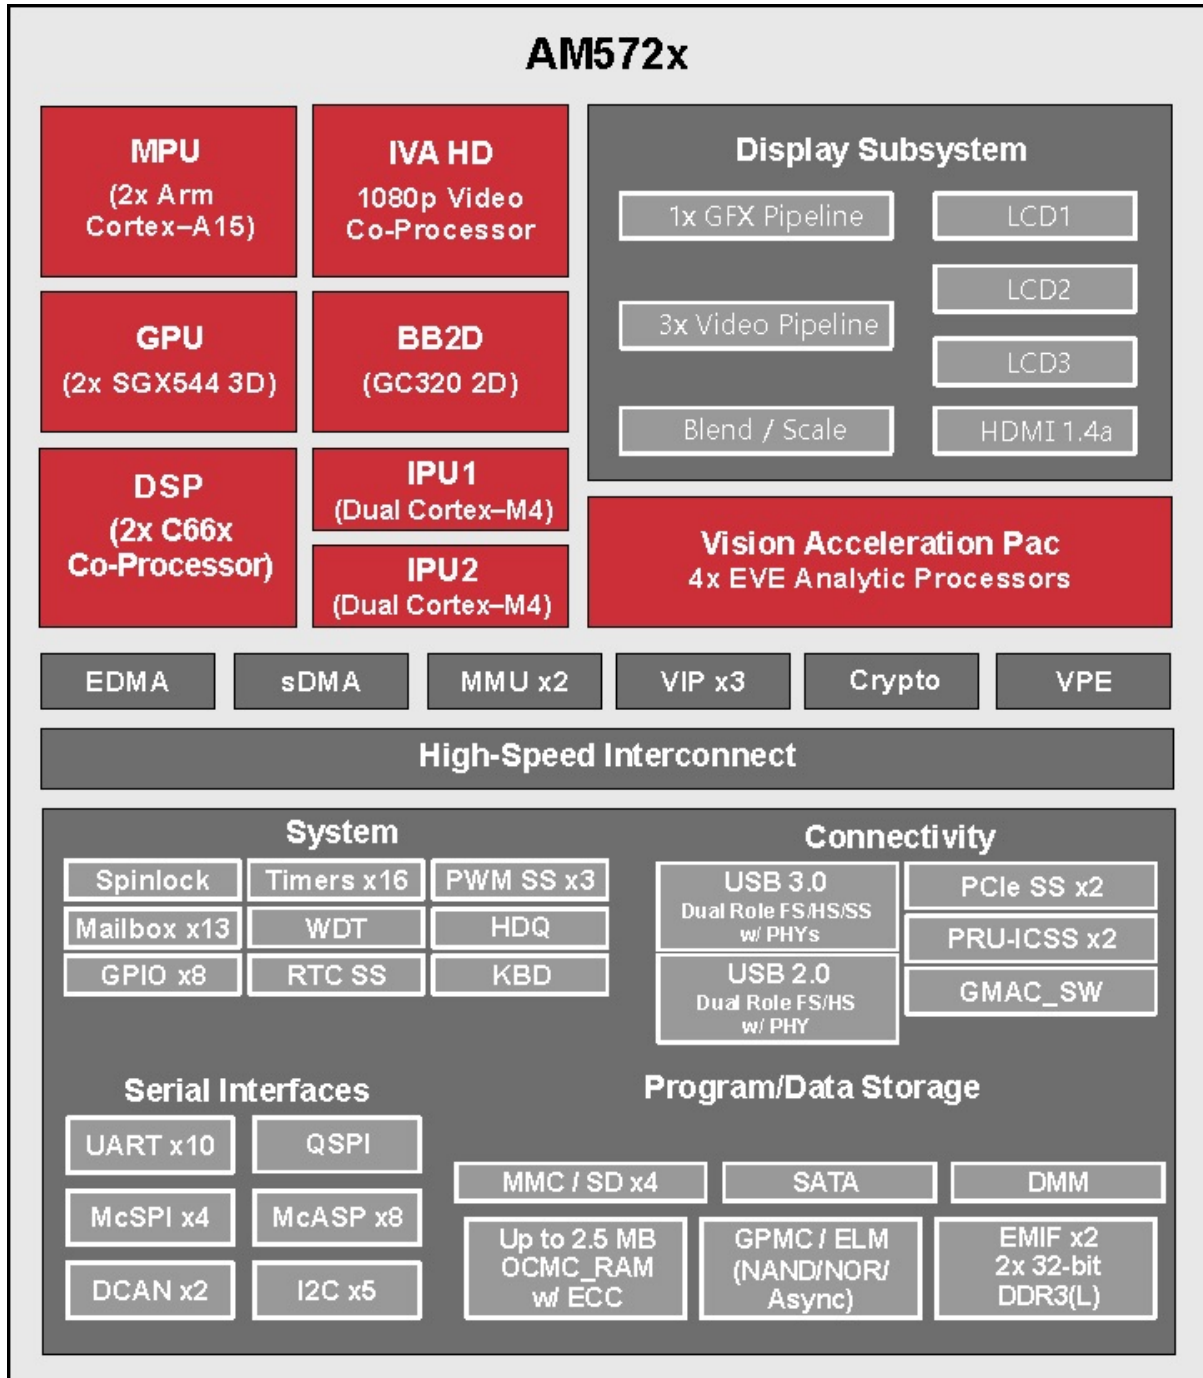 AM572x
MPU
(2x Arm
Cortex–A15)
IVA HD
1080p Video
Co-Processor
GPU
(2x SGX544 3D)
BB2D
(GC320 2D)
DSP
(2x C66x
Co-Processor)
IPU1
(Dual Cortex–M4)
IPU2
(Dual Cortex–M4)
Display Subsystem
1x GFX Pipeline
LCD1
LCD2
3x Video Pipeline
LCD3
Blend / Scale
HDMI 1.4a
Vision Acceleration Pac
4x EVE Analytic Processors
EDMA
sDMA
MMU x2
VIP x3
Crypto
VPE
High-Speed Interconnect
System
Spinlock
Timers x16
PWM SS x3
Mailbox x13
WDT
HDQ
GPIO x8
RTC SS
KBD
Connectivity
USB 3.0
Dual Role FS/HS/SS
w/ PHYs
USB 2.0
Dual Role FS/HS
w/ PHY
PCIe SS x2
PRU-ICSS x2
GMAC_SW
Serial Interfaces
UART x10
QSPI
McSPI x4
McASP x8
DCAN x2
I2C x5
Program/Data Storage
MMC / SD x4
SATA
DMM
Up to 2.5 MB
OCMC_RAM
w/ ECC
GPMC / ELM
(NAND/NOR/
Async)
EMIF x2
2x 32-bit
DDR3(L)